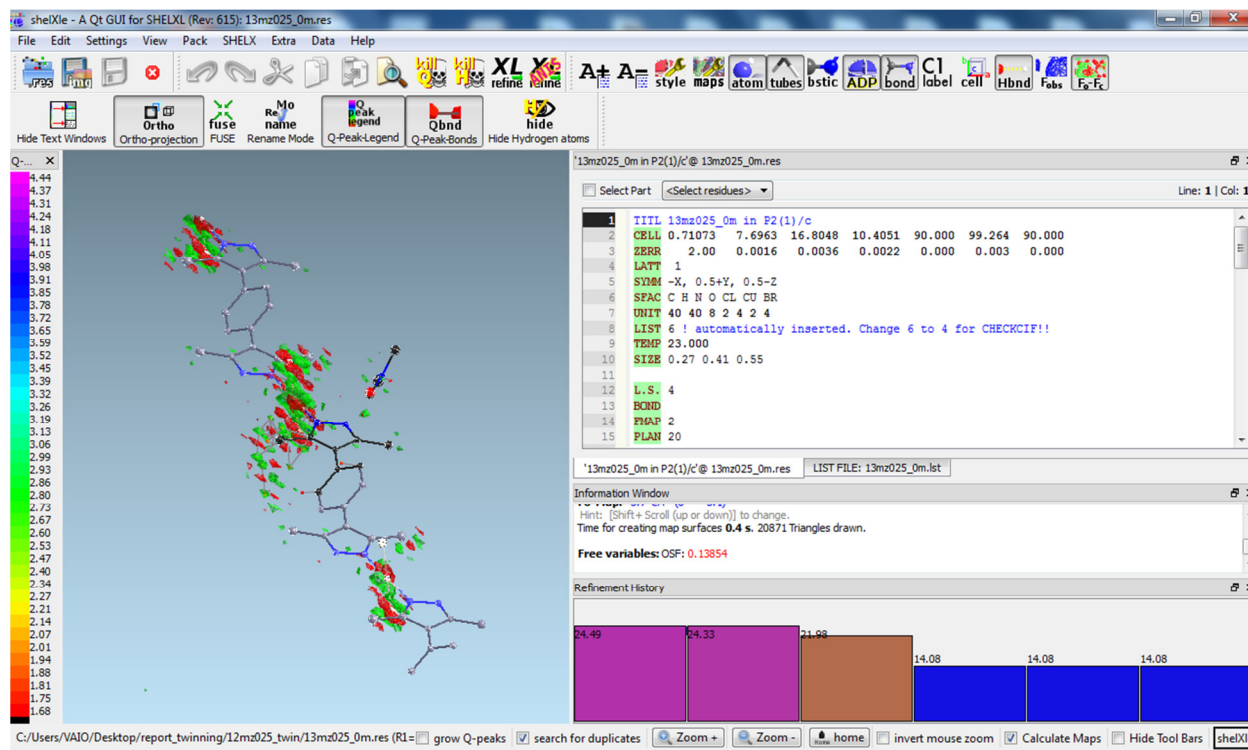 shelXle - A Qt GUI for SHELXL (Rev: 615): 13mz025_0m.res
File Edit Settings View Pack SHELX Extra Data Help
.res img kill Q kill H XL refine refine A+ A= style maps atom tubes bstic ADP bond C1 label cell Hbnd Fobs Fo-Fc
Hide Text Windows Ortho Ortho-projection fuse FUSE Mo Re name Rename Mode Q peak legend Q-Peak-Legend Qbnd Q-Peak-Bonds hide Hide Hydrogen atoms
Q-... X
4.44
4.37
4.31
4.24
4.18
4.11
4.05
3.98
3.91
3.85
3.78
3.72
3.65
3.59
3.52
3.45
3.39
3.32
3.26
3.19
3.13
3.06
2.99
2.93
2.86
2.80
2.73
2.67
2.60
2.53
2.47
2.40
2.34
2.27
2.21
2.14
2.07
2.01
1.94
1.88
1.81
1.75
1.68
'13mz025_0m in P2(1)/c'@ 13mz025_0m.res
Select Part <Select residues> Line: 1 | Col: 1
1 TITL 13mz025_0m in P2(1)/c
2 CELL 0.71073 7.6963 16.8048 10.4051 90.000 99.264 90.000
3 ZERR 2.00 0.0016 0.0036 0.0022 0.000 0.003 0.000
4 LATT 1
5 SYMM -X, 0.5+Y, 0.5-Z
6 SFAC C H N O CL CU BR
7 UNIT 40 40 8 2 4 2 4
8 LIST 6 ! automatically inserted. Change 6 to 4 for CHECKCIF!!
9 TEMP 23.000
10 SIZE 0.27 0.41 0.55
11
12 L.S. 4
13 BOND
14 FMAP 2
15 PLAN 20
'13mz025_0m in P2(1)/c'@ 13mz025_0m.res LIST FILE: 13mz025_0m.lst
Information Window
Hint: [Shift+ Scroll (up or down)] to change.
Time for creating map surfaces 0.4 s. 20871 Triangles drawn.
Free variables: OSF: 0.13854
Refinement History
24.49 24.33 21.98 14.08 14.08 14.08
C:/Users/VAIO/Desktop/report_twinning/12mz025_twin/13mz025_0m.res (R1= grow Q-peaks search for duplicates Zoom + Zoom - home invert mouse zoom Calculate Maps Hide Tool Bars shelXl